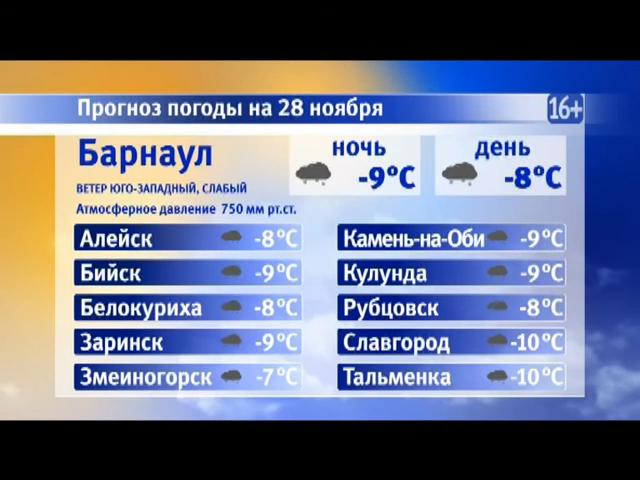 Прогноз погоды на 28 ноября 16+
Барнаул
ВЕТЕР ЮГО-ЗАПАДНЫЙ, СЛАБЫЙ
Атмосферное давление 750 мм рт.ст.
ночь
-9°C
день
-8°C
Алейск -8°C
Бийск -9°C
Белокуриха -8°C
Заринск -9°C
Змеиногорск -7°C
Камень-на-Оби -9°C
Кулунда -9°C
Рубцовск -8°C
Славгород -10°C
Тальменка -10°C